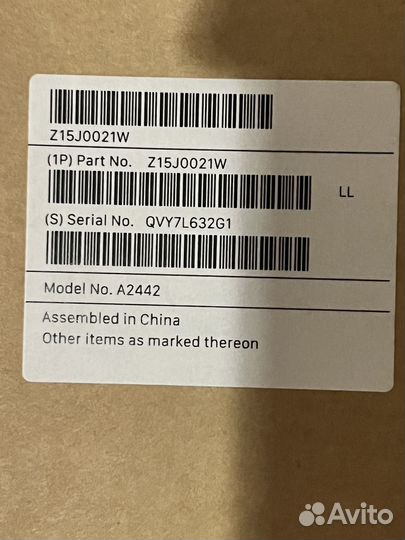 Z15J0021W
(1P) Part No. Z15J0021W
LL
(S) Serial No. QVY7L632G1
Model No. A2442
Assembled in China
Other items as marked thereon
Avito